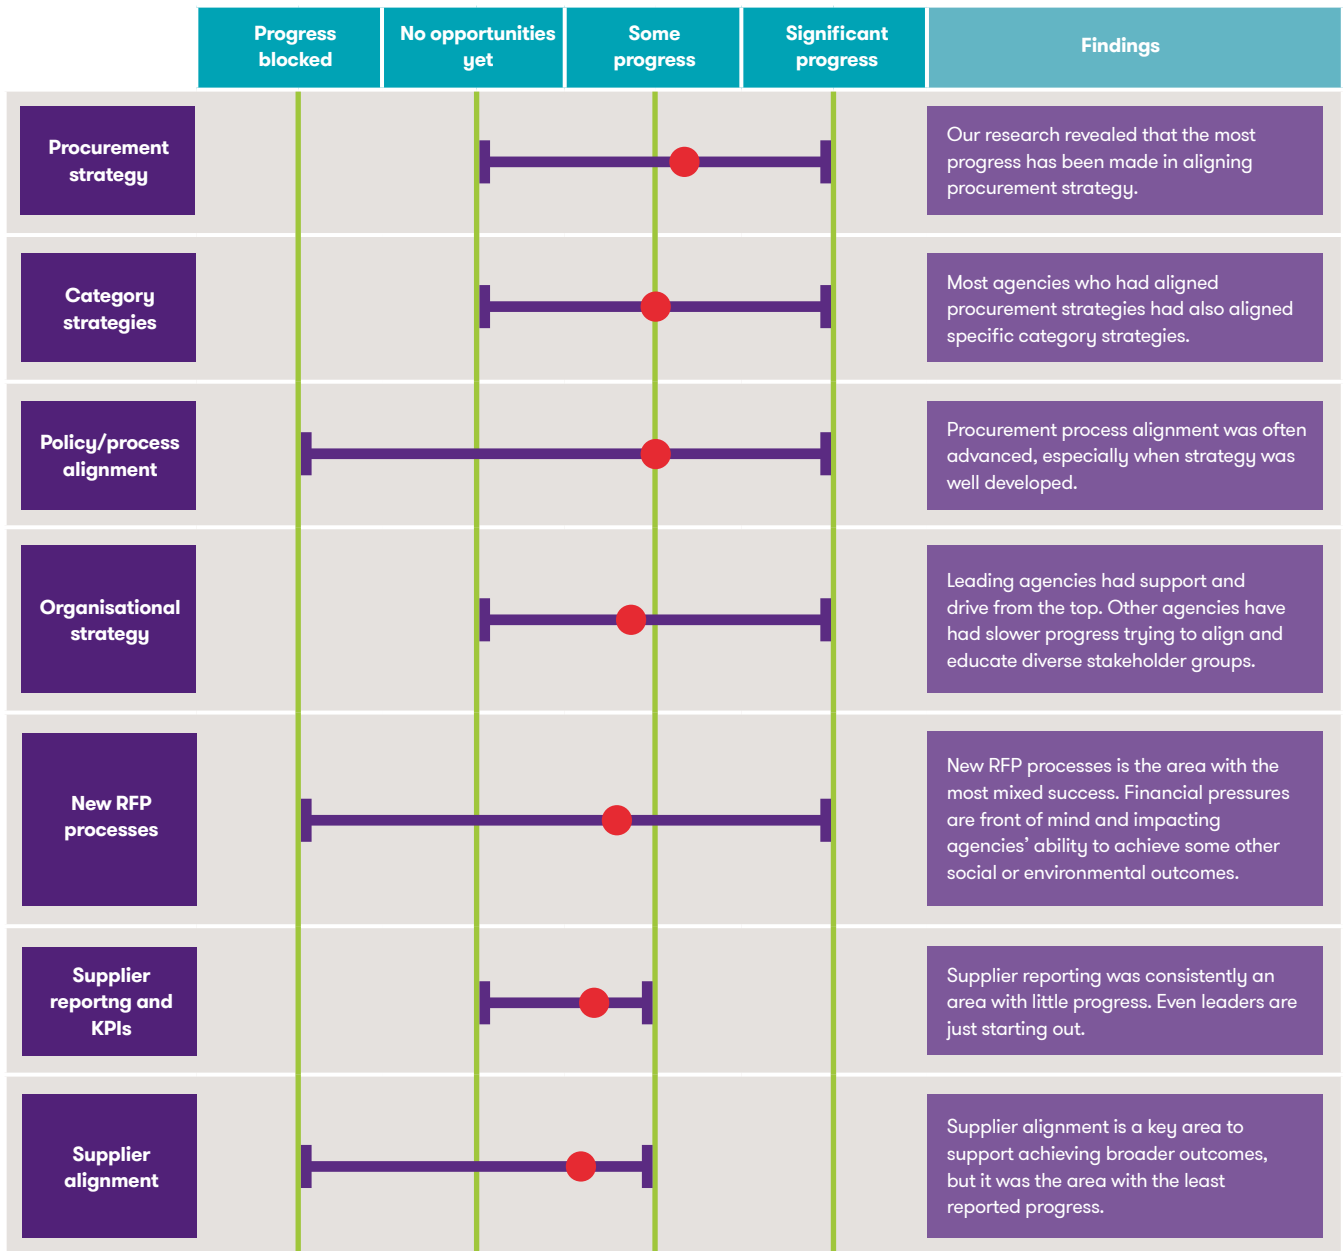 Progress
blocked
No opportunities
yet
Some
progress
Significant
progress
Findings
Procurement
strategy
Our research revealed that the most
progress has been made in aligning
procurement strategy.
Category
strategies
Most agencies who had aligned
procurement strategies had also aligned
specific category strategies.
Policy/process
alignment
Procurement process alignment was often
advanced, especially when strategy was
well developed.
Organisational
strategy
Leading agencies had support and
drive from the top. Other agencies have
had slower progress trying to align and
educate diverse stakeholder groups.
New RFP
processes
New RFP processes is the area with the
most mixed success. Financial pressures
are front of mind and impacting
agencies’ ability to achieve some other
social or environmental outcomes.
Supplier
reportng and
KPIs
Supplier reporting was consistently an
area with little progress. Even leaders are
just starting out.
Supplier
alignment
Supplier alignment is a key area to
support achieving broader outcomes,
but it was the area with the least
reported progress.